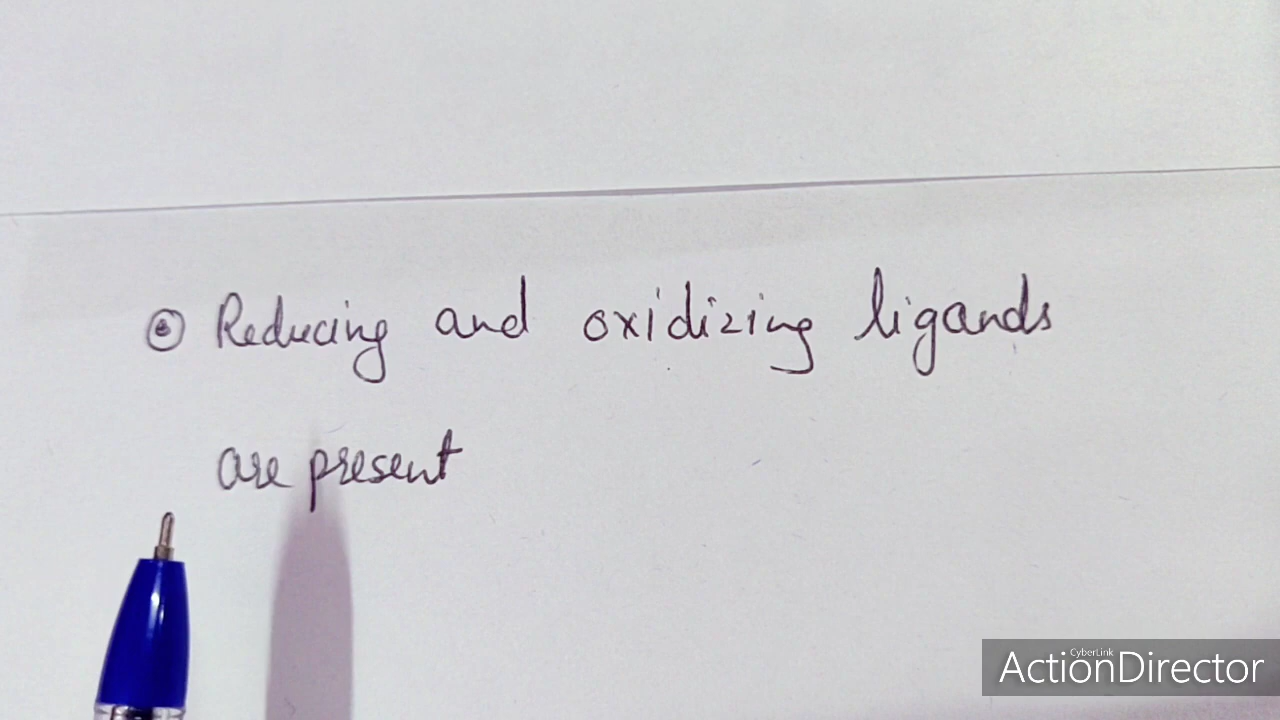 Reducing and oxidizing ligands
are present
CyberLink
ActionDirector